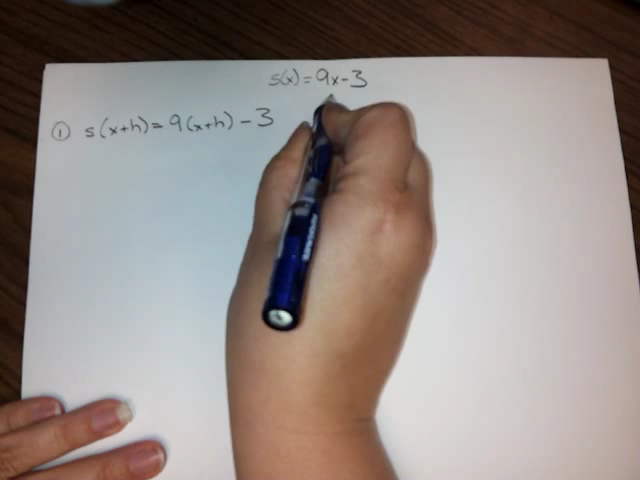 s(x) = 9x - 3
① s(x+h) = 9(x+h) - 3